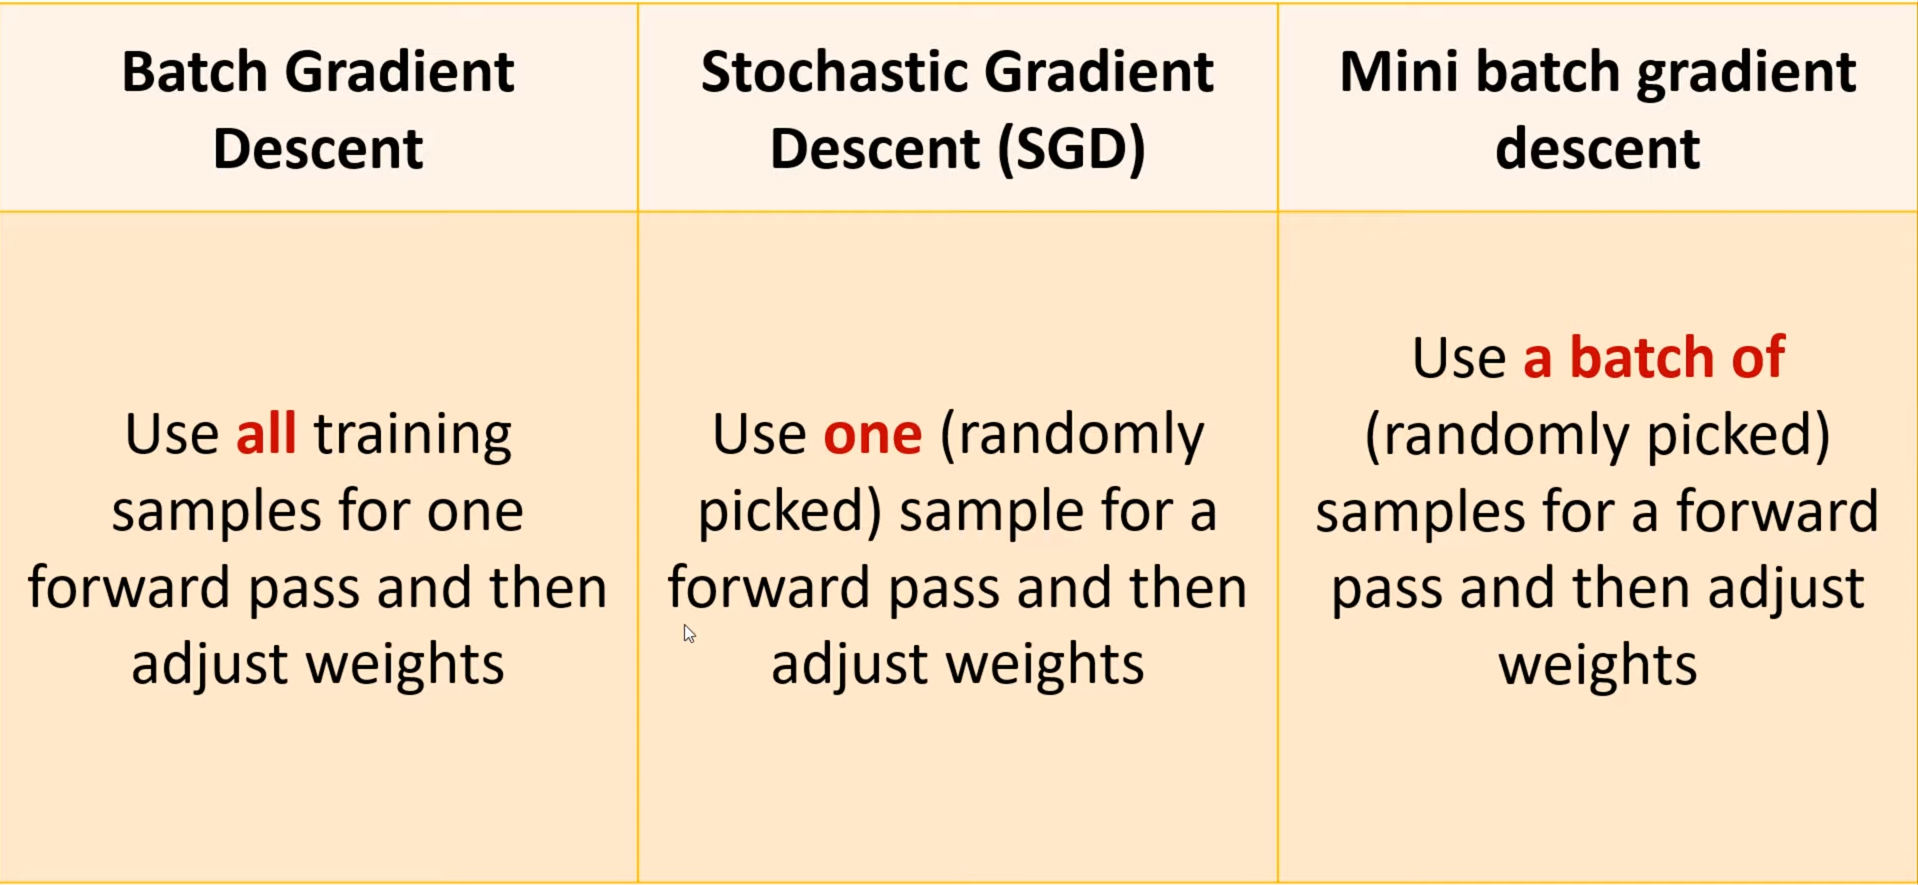 Batch Gradient
Descent
Stochastic Gradient
Descent (SGD)
Mini batch gradient
descent
Use all training
samples for one
forward pass and then
adjust weights
Use one (randomly
picked) sample for a
forward pass and then
adjust weights
Use a batch of
(randomly picked)
samples for a forward
pass and then adjust
weights